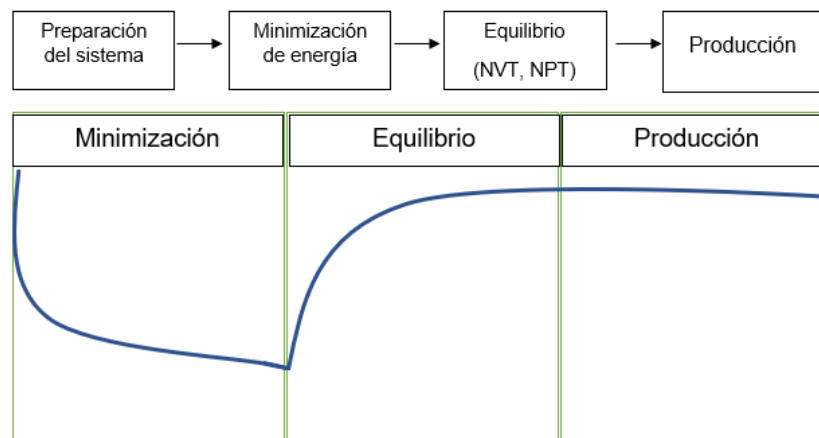 Preparación
del sistema
Minimización
de energía
Equilibrio
(NVT, NPT)
Producción
Minimización
Equilibrio
Producción